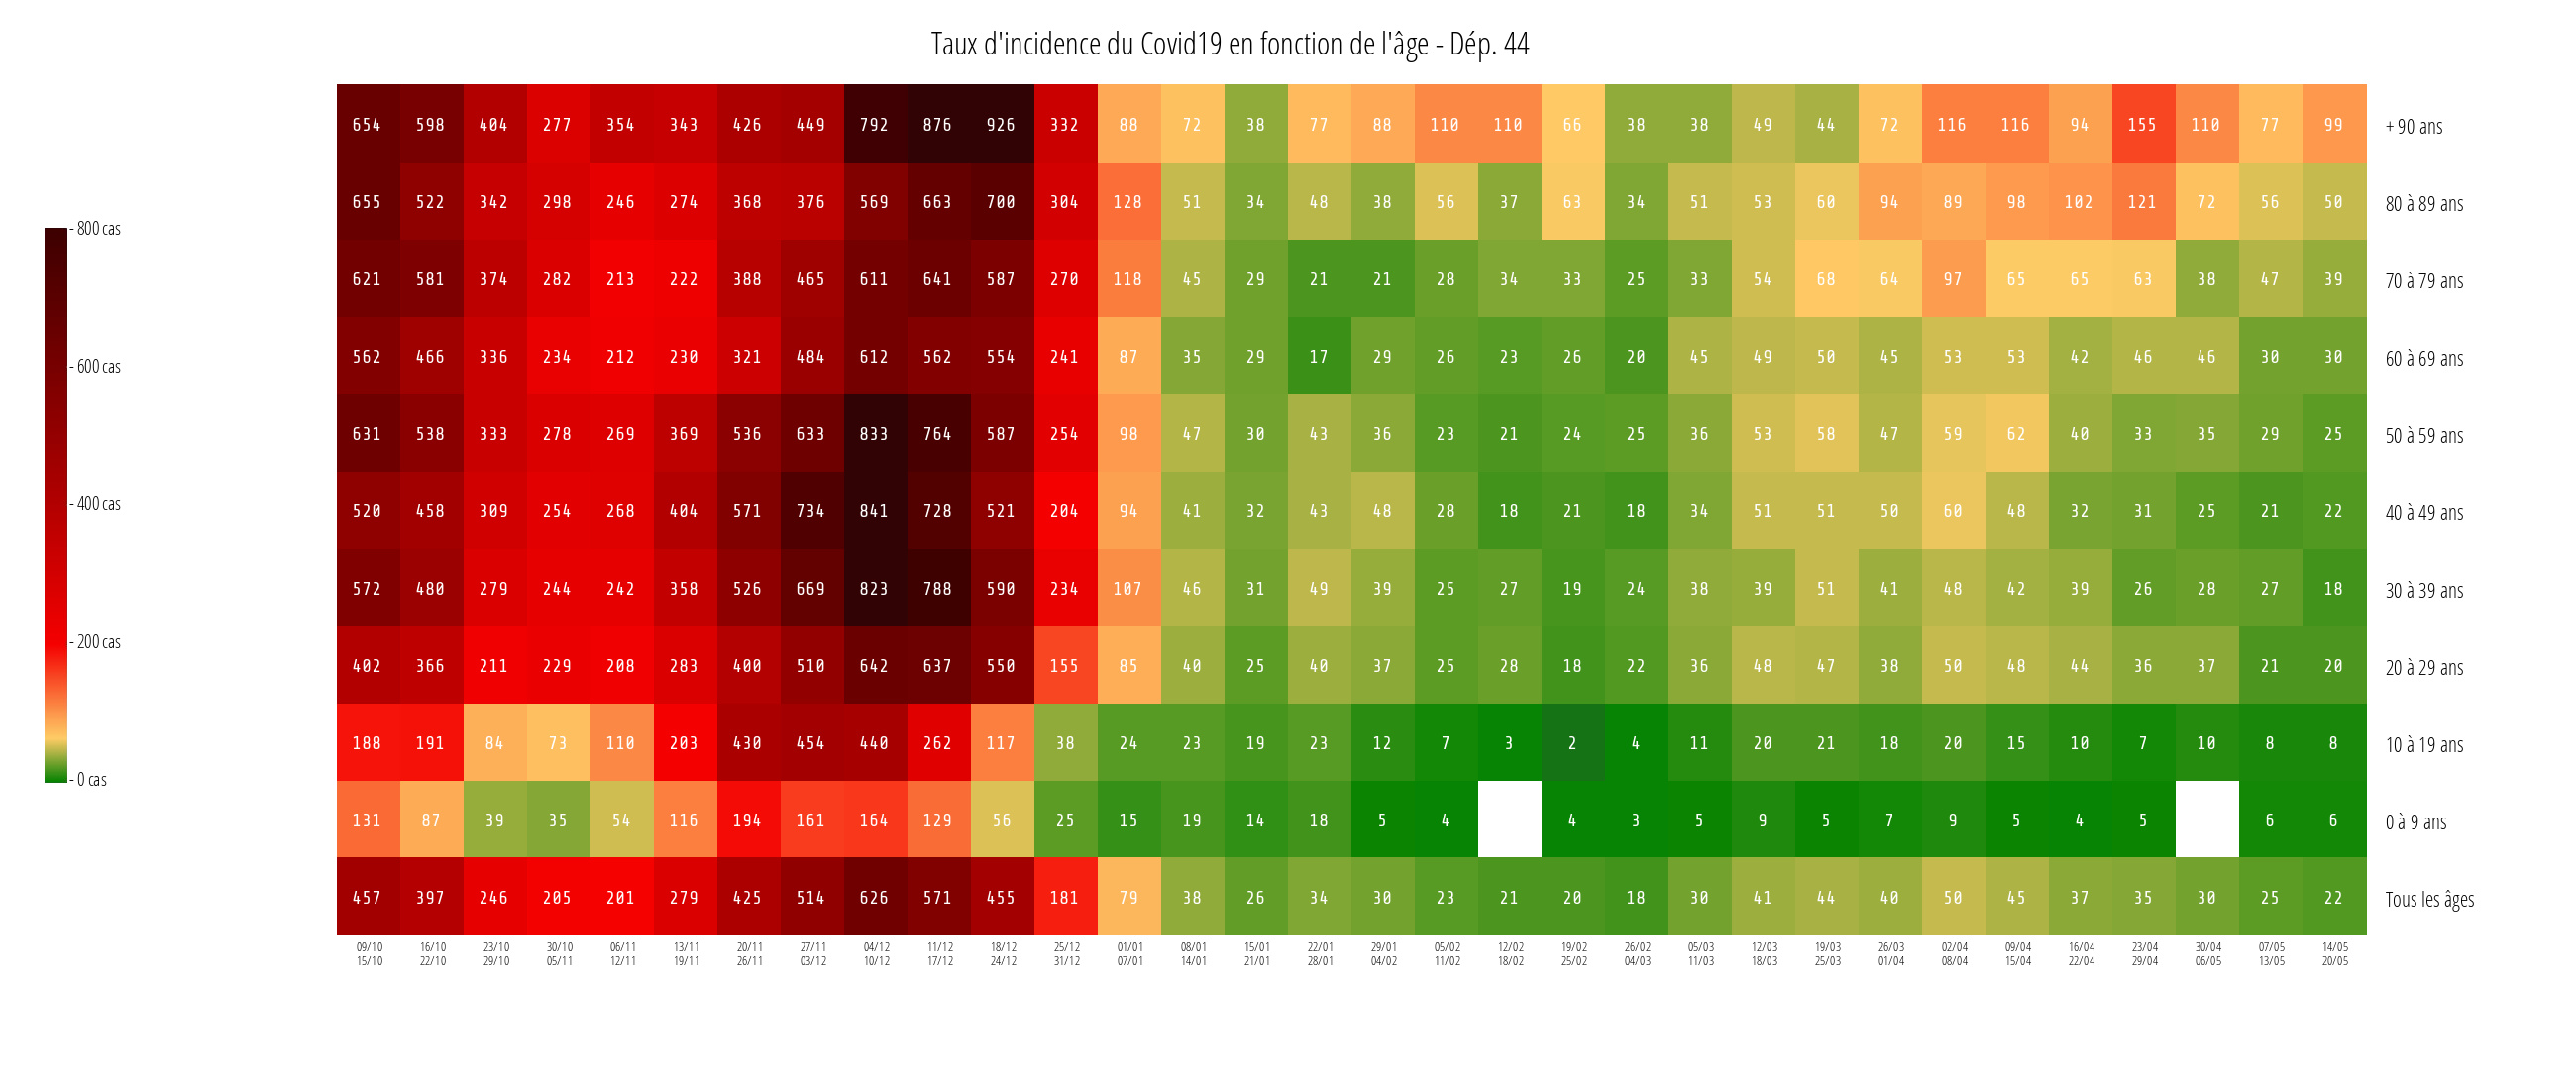 Taux d'incidence du Covid19 en fonction de l'âge - Dép. 44
- 800 cas
- 600 cas
- 400 cas
- 200 cas
- 0 cas
654 598 404 277 354 343 426 449 792 876 926 332 88 72 38 77 88 110 110 66 38 38 49 44 72 116 116 94 155 110 77 99 + 90 ans
655 522 342 298 246 274 368 376 569 663 700 304 128 51 34 48 38 56 37 63 34 51 53 60 94 89 98 102 121 72 56 50 80 à 89 ans
621 581 374 282 213 222 388 465 611 641 587 270 118 45 29 21 21 28 34 33 25 33 54 68 64 97 65 65 63 38 47 39 70 à 79 ans
562 466 336 234 212 230 321 484 612 562 554 241 87 35 29 17 29 26 23 26 20 45 49 50 45 53 53 42 46 46 30 30 60 à 69 ans
631 538 333 278 269 369 536 633 833 764 587 254 98 47 30 43 36 23 21 24 25 36 53 58 47 59 62 40 33 35 29 25 50 à 59 ans
520 458 309 254 268 404 571 734 841 728 521 204 94 41 32 43 48 28 18 21 18 34 51 51 50 60 48 32 31 25 21 22 40 à 49 ans
572 480 279 244 242 358 526 669 823 788 590 234 107 46 31 49 39 25 27 19 24 38 39 51 41 48 42 39 26 28 27 18 30 à 39 ans
402 366 211 229 208 283 400 510 642 637 550 155 85 40 25 40 37 25 28 18 22 36 48 47 38 50 48 44 36 37 21 20 20 à 29 ans
188 191 84 73 110 203 430 454 440 262 117 38 24 23 19 23 12 7 3 2 4 11 20 21 18 20 15 10 7 10 8 8 10 à 19 ans
131 87 39 35 54 116 194 161 164 129 56 25 15 19 14 18 5 4 4 3 5 9 5 7 9 5 4 5 6 6 0 à 9 ans
457 397 246 205 201 279 425 514 626 571 455 181 79 38 26 34 30 23 21 20 18 30 41 44 40 50 45 37 35 30 25 22 Tous les âges
09/10 16/10 23/10 30/10 06/11 13/11 20/11 27/11 04/12 11/12 18/12 25/12 01/01 08/01 15/01 22/01 29/01 05/02 12/02 19/02 26/02 05/03 12/03 19/03 26/03 02/04 09/04 16/04 23/04 30/04 07/05 14/05
15/10 22/10 29/10 05/11 12/11 19/11 26/11 03/12 10/12 17/12 24/12 31/12 07/01 14/01 21/01 28/01 04/02 11/02 18/02 25/02 04/03 11/03 18/03 25/03 01/04 08/04 15/04 22/04 29/04 06/05 13/05 20/05